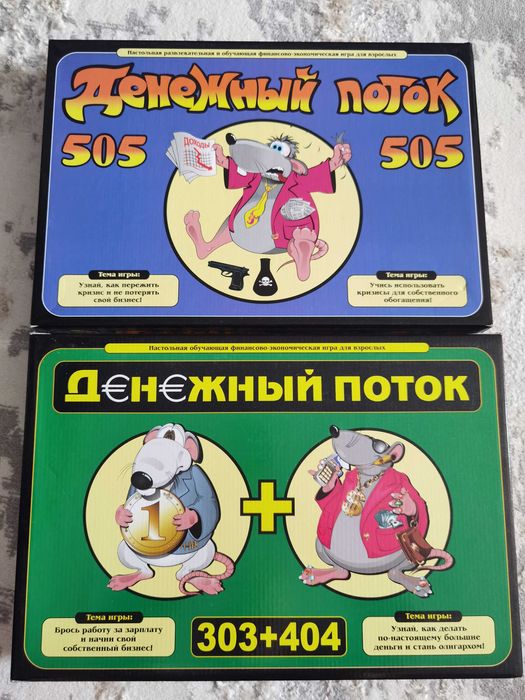 Настольная развлекательная и обучающая финансово-экономическая игра для взрослых
Денежный поток
505
505
Доходы
Тема игры:
Узнай, как пережить
кризис и не потерять
свой бизнес!
Тема игры:
Учись использовать
кризисы для собственного
обогащения!
Настольная обучающая финансово-экономическая игра для взрослых
Д€Н€ЖНЫЙ ПОТОК
1
+
Тема игры:
Брось работу за зарплату
и начни свой
собственный бизнес!
303+404
Тема игры:
Узнай, как делать
по-настоящему большие
деньги и стань олигархом!